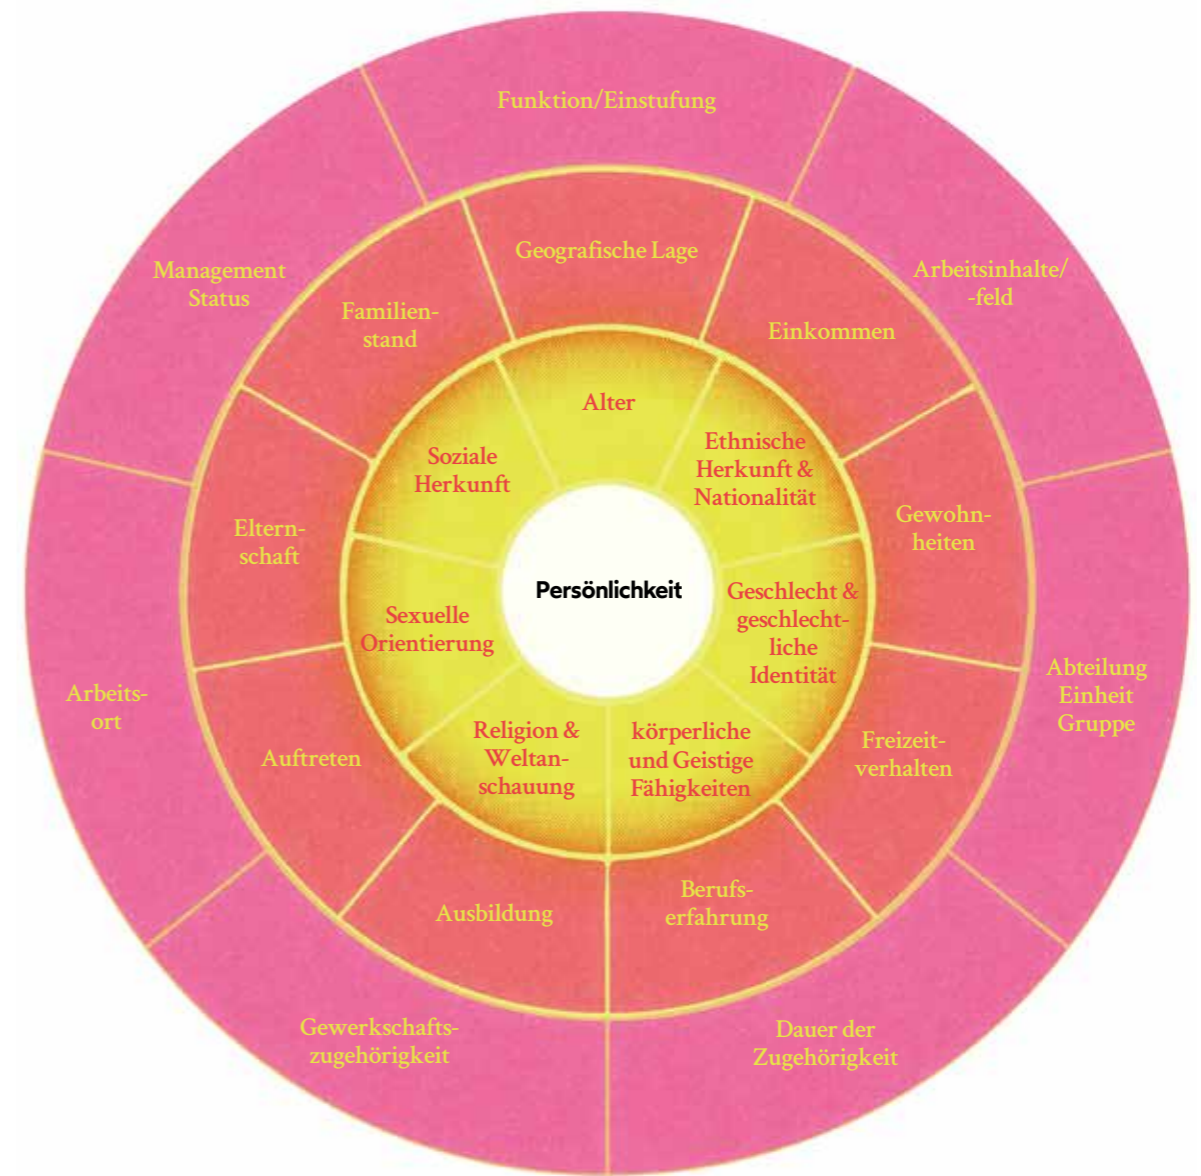 Funktion/Einstufung
Arbeitsinhalte/
-feld
Abteilung
Einheit
Gruppe
Dauer der
Zugehörigkeit
Gewerkschafts-
zugehörigkeit
Arbeits-
ort
Management
Status
Geografische Lage
Einkommen
Gewohn-
heiten
Freizeit-
verhalten
Berufs-
erfahrung
Ausbildung
Auftreten
Eltern-
schaft
Familien-
stand
Alter
Ethnische
Herkunft &
Nationalität
Geschlecht &
geschlecht-
liche
Identität
körperliche
und Geistige
Fähigkeiten
Religion &
Weltan-
schauung
Sexuelle
Orientierung
Soziale
Herkunft
Persönlichkeit